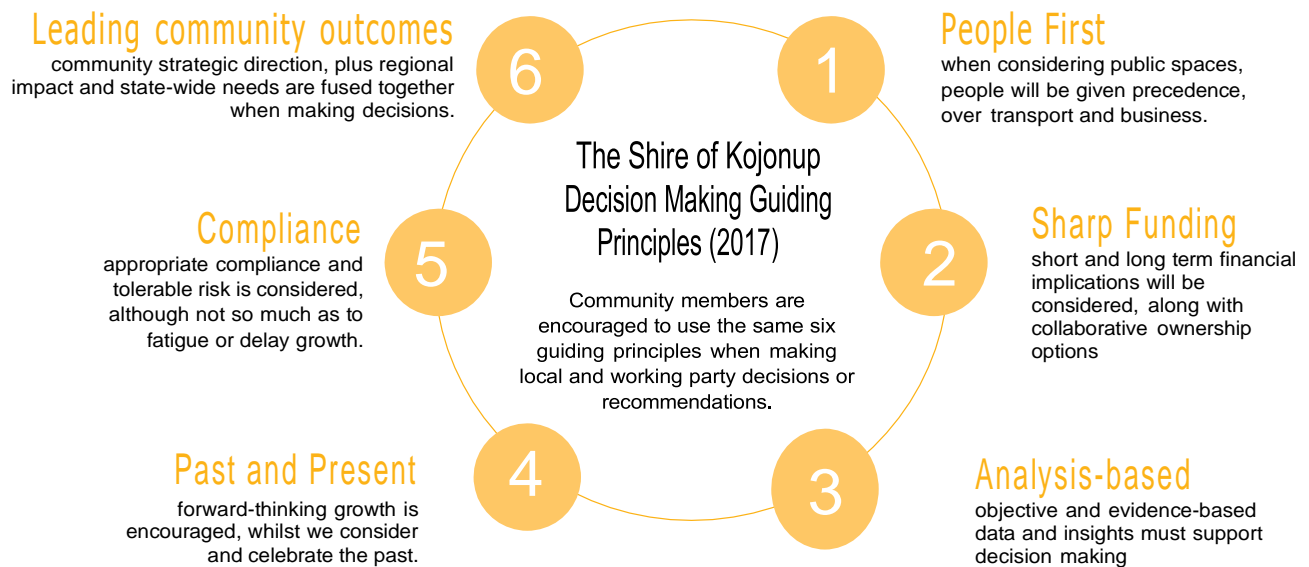 The Shire of Kojonup
Decision Making Guiding
Principles (2017)
Community members are
encouraged to use the same six
guiding principles when making
local and working party decisions or
recommendations.
1
People First
when considering public spaces,
people will be given precedence,
over transport and business.
2
Sharp Funding
short and long term financial
implications will be
considered, along with
collaborative ownership
options
3
Analysis-based
objective and evidence-based
data and insights must support
decision making
4
Past and Present
forward-thinking growth is
encouraged, whilst we consider
and celebrate the past.
5
Compliance
appropriate compliance and
tolerable risk is considered,
although not so much as to
fatigue or delay growth.
6
Leading community outcomes
community strategic direction, plus regional
impact and state-wide needs are fused together
when making decisions.